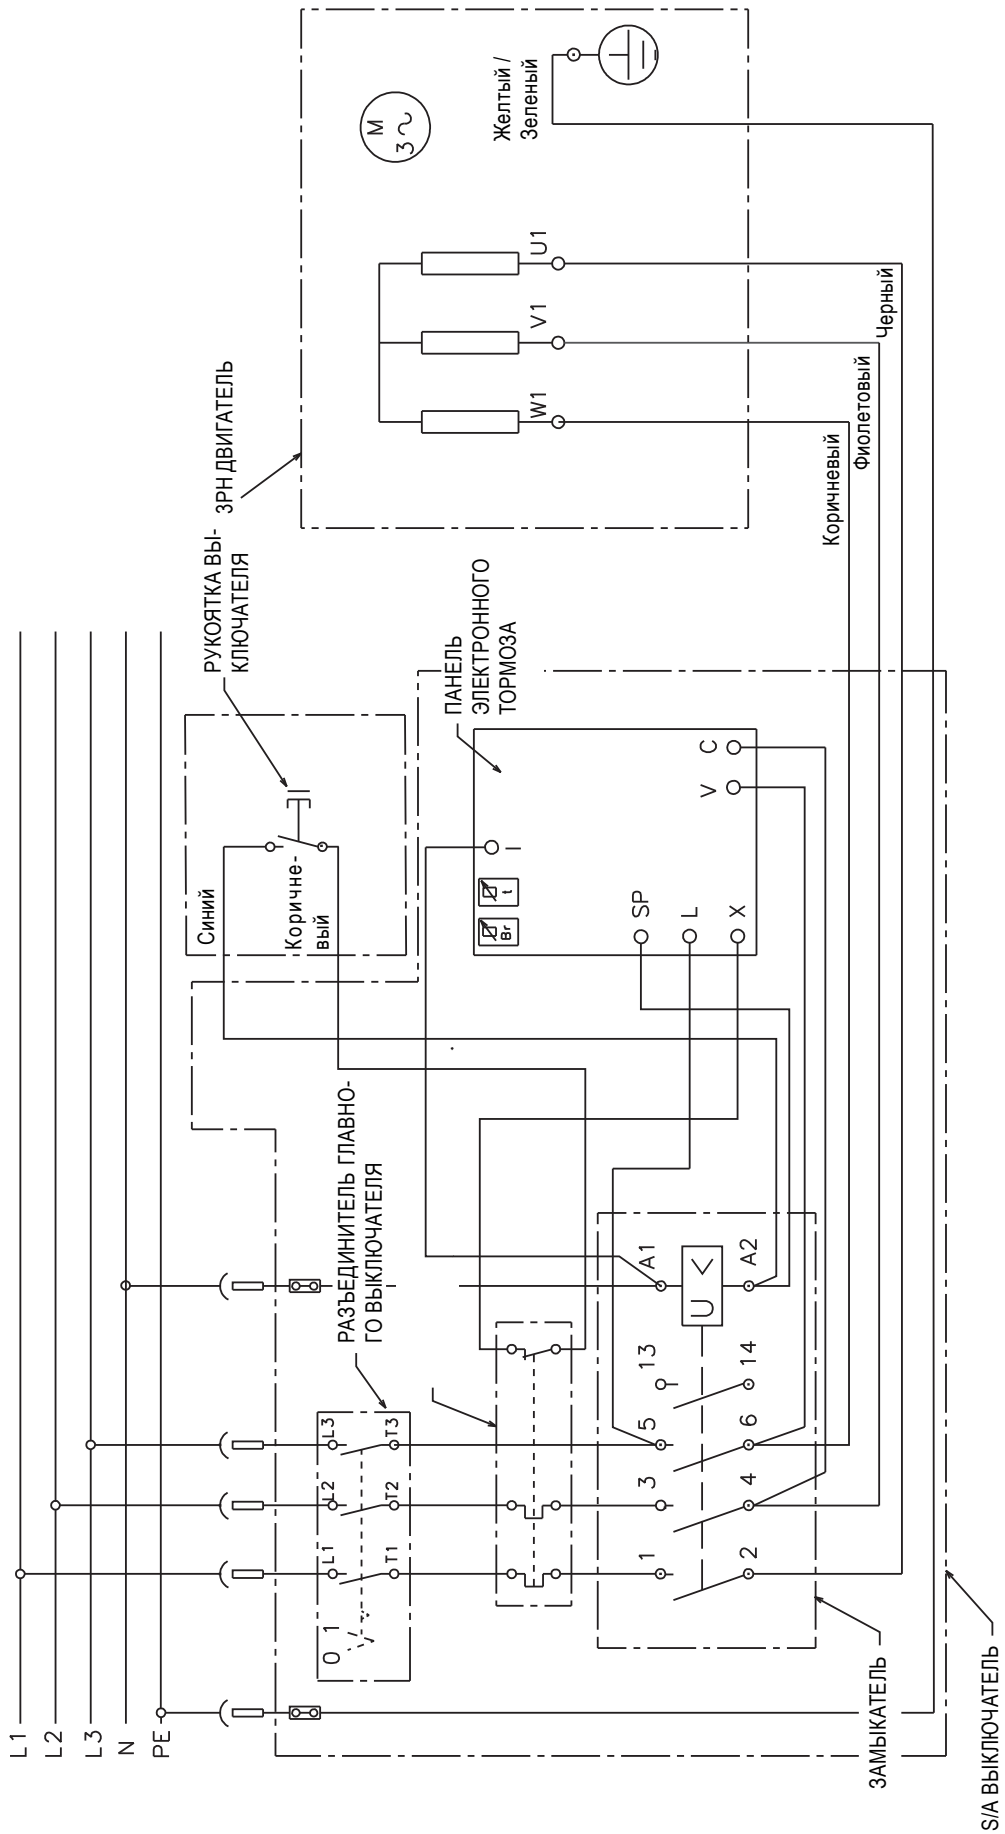 L1
L2
L3
N
PE
РУКОЯТКА ВЫ-
КЛЮЧАТЕЛЯ
3PH ДВИГАТЕЛЬ
Синий
Коричне-
вый
РАЗЪЕДИНИТЕЛЬ ГЛАВНО-
ГО ВЫКЛЮЧАТЕЛЯ
0 1
L1
L2
L3
T1
T2
T3
M
3 ~
Желтый /
Зеленый
W1
V1
U1
ПАНЕЛЬ
ЭЛЕКТРОННОГО
ТОРМОЗА
Br
t
I
SP
L
X
V
C
1
3
5
13
A1
U <
2
4
6
14
A2
Коричневый
Фиолетовый
Черный
ЗАМЫКАТЕЛЬ
S/A ВЫКЛЮЧАТЕЛЬ